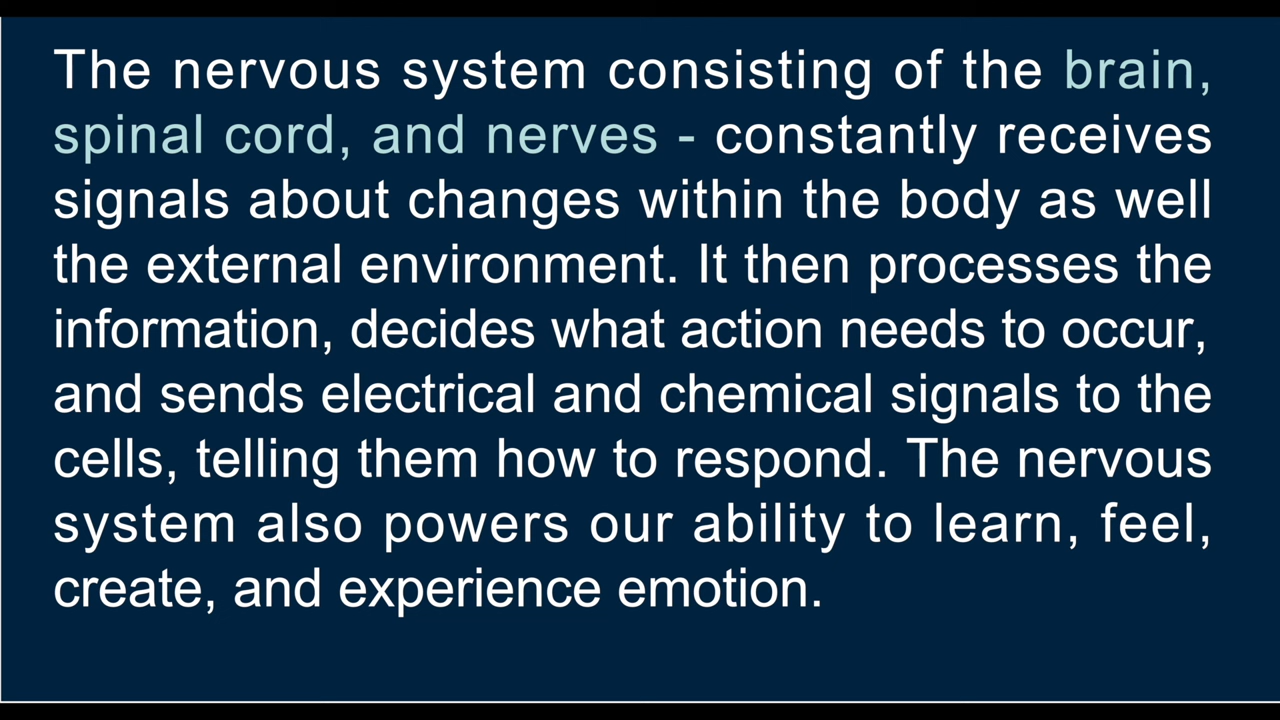 The nervous system consisting of the brain,
spinal cord, and nerves - constantly receives
signals about changes within the body as well
the external environment. It then processes the
information, decides what action needs to occur,
and sends electrical and chemical signals to the
cells, telling them how to respond. The nervous
system also powers our ability to learn, feel,
create, and experience emotion.